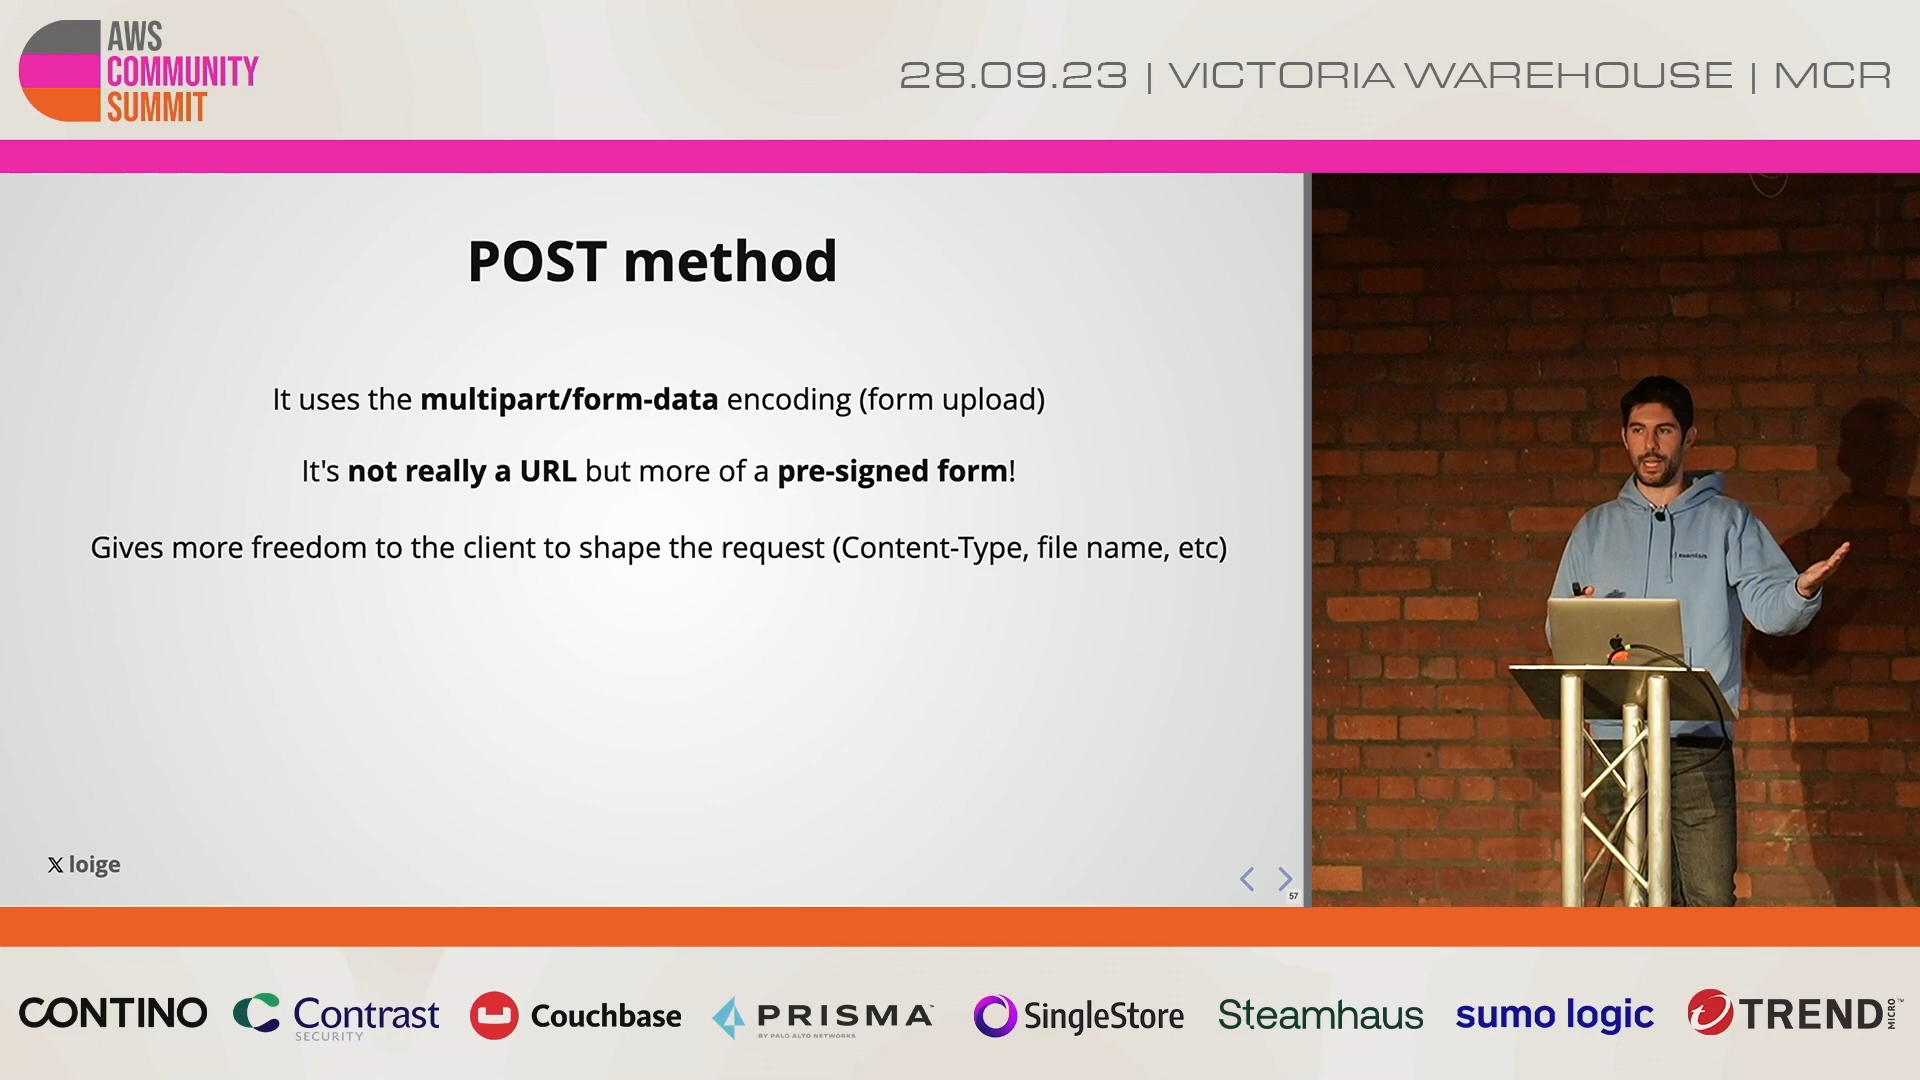 AWS
COMMUNITY
SUMMIT
28.09.23 | VICTORIA WAREHOUSE | MCR
POST method
It uses the multipart/form-data encoding (form upload)
It's not really a URL but more of a pre-signed form!
Gives more freedom to the client to shape the request (Content-Type, file name, etc)
X loige
57
CONTINO
Contrast
SECURITY
Couchbase
PRISMA™
BY PALO ALTO NETWORKS
SingleStore
Steamhaus
sumo logic
TREND
MICRO™